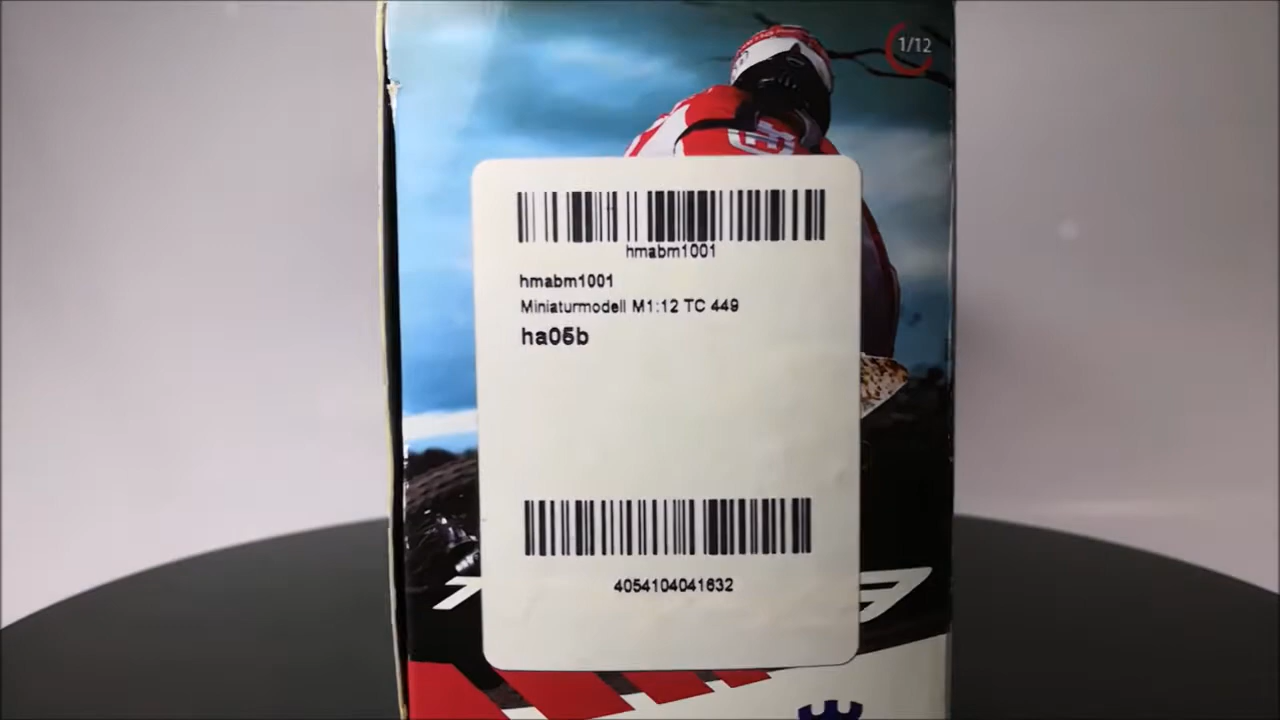 1/12
hmabm1001
hmabm1001
Miniaturmodell M1:12 TC 449
ha05b
4054104041632